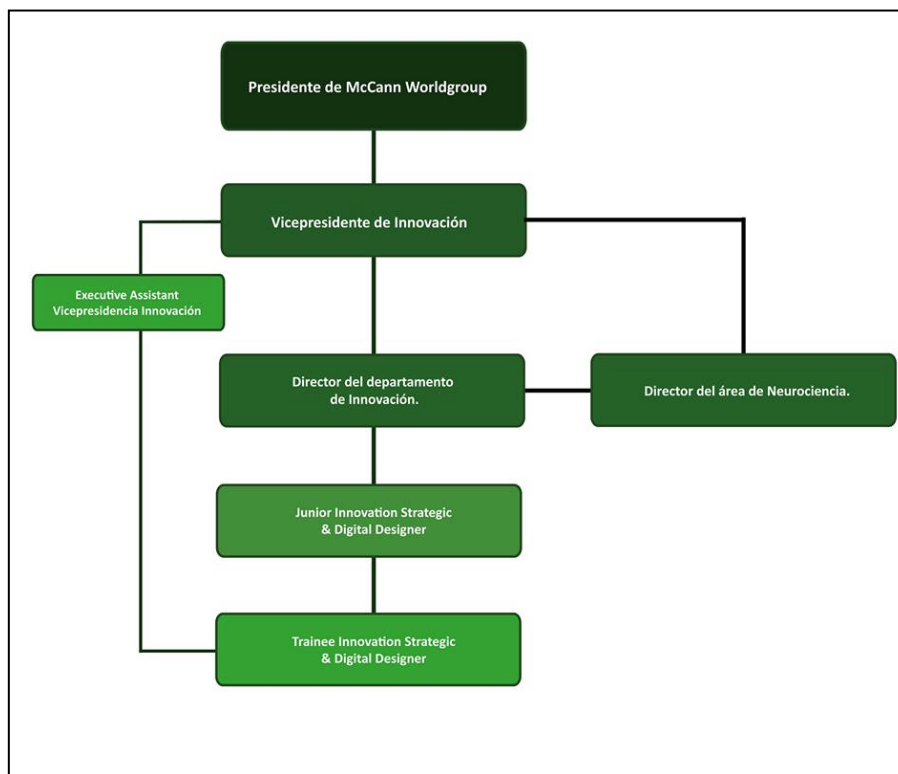 Presidente de McCann Worldgroup
Vicepresidente de Innovación
Executive Assistant
Vicepresidencia Innovación
Director del departamento
de Innovación.
Director del área de Neurociencia.
Junior Innovation Strategic
& Digital Designer
Trainee Innovation Strategic
& Digital Designer